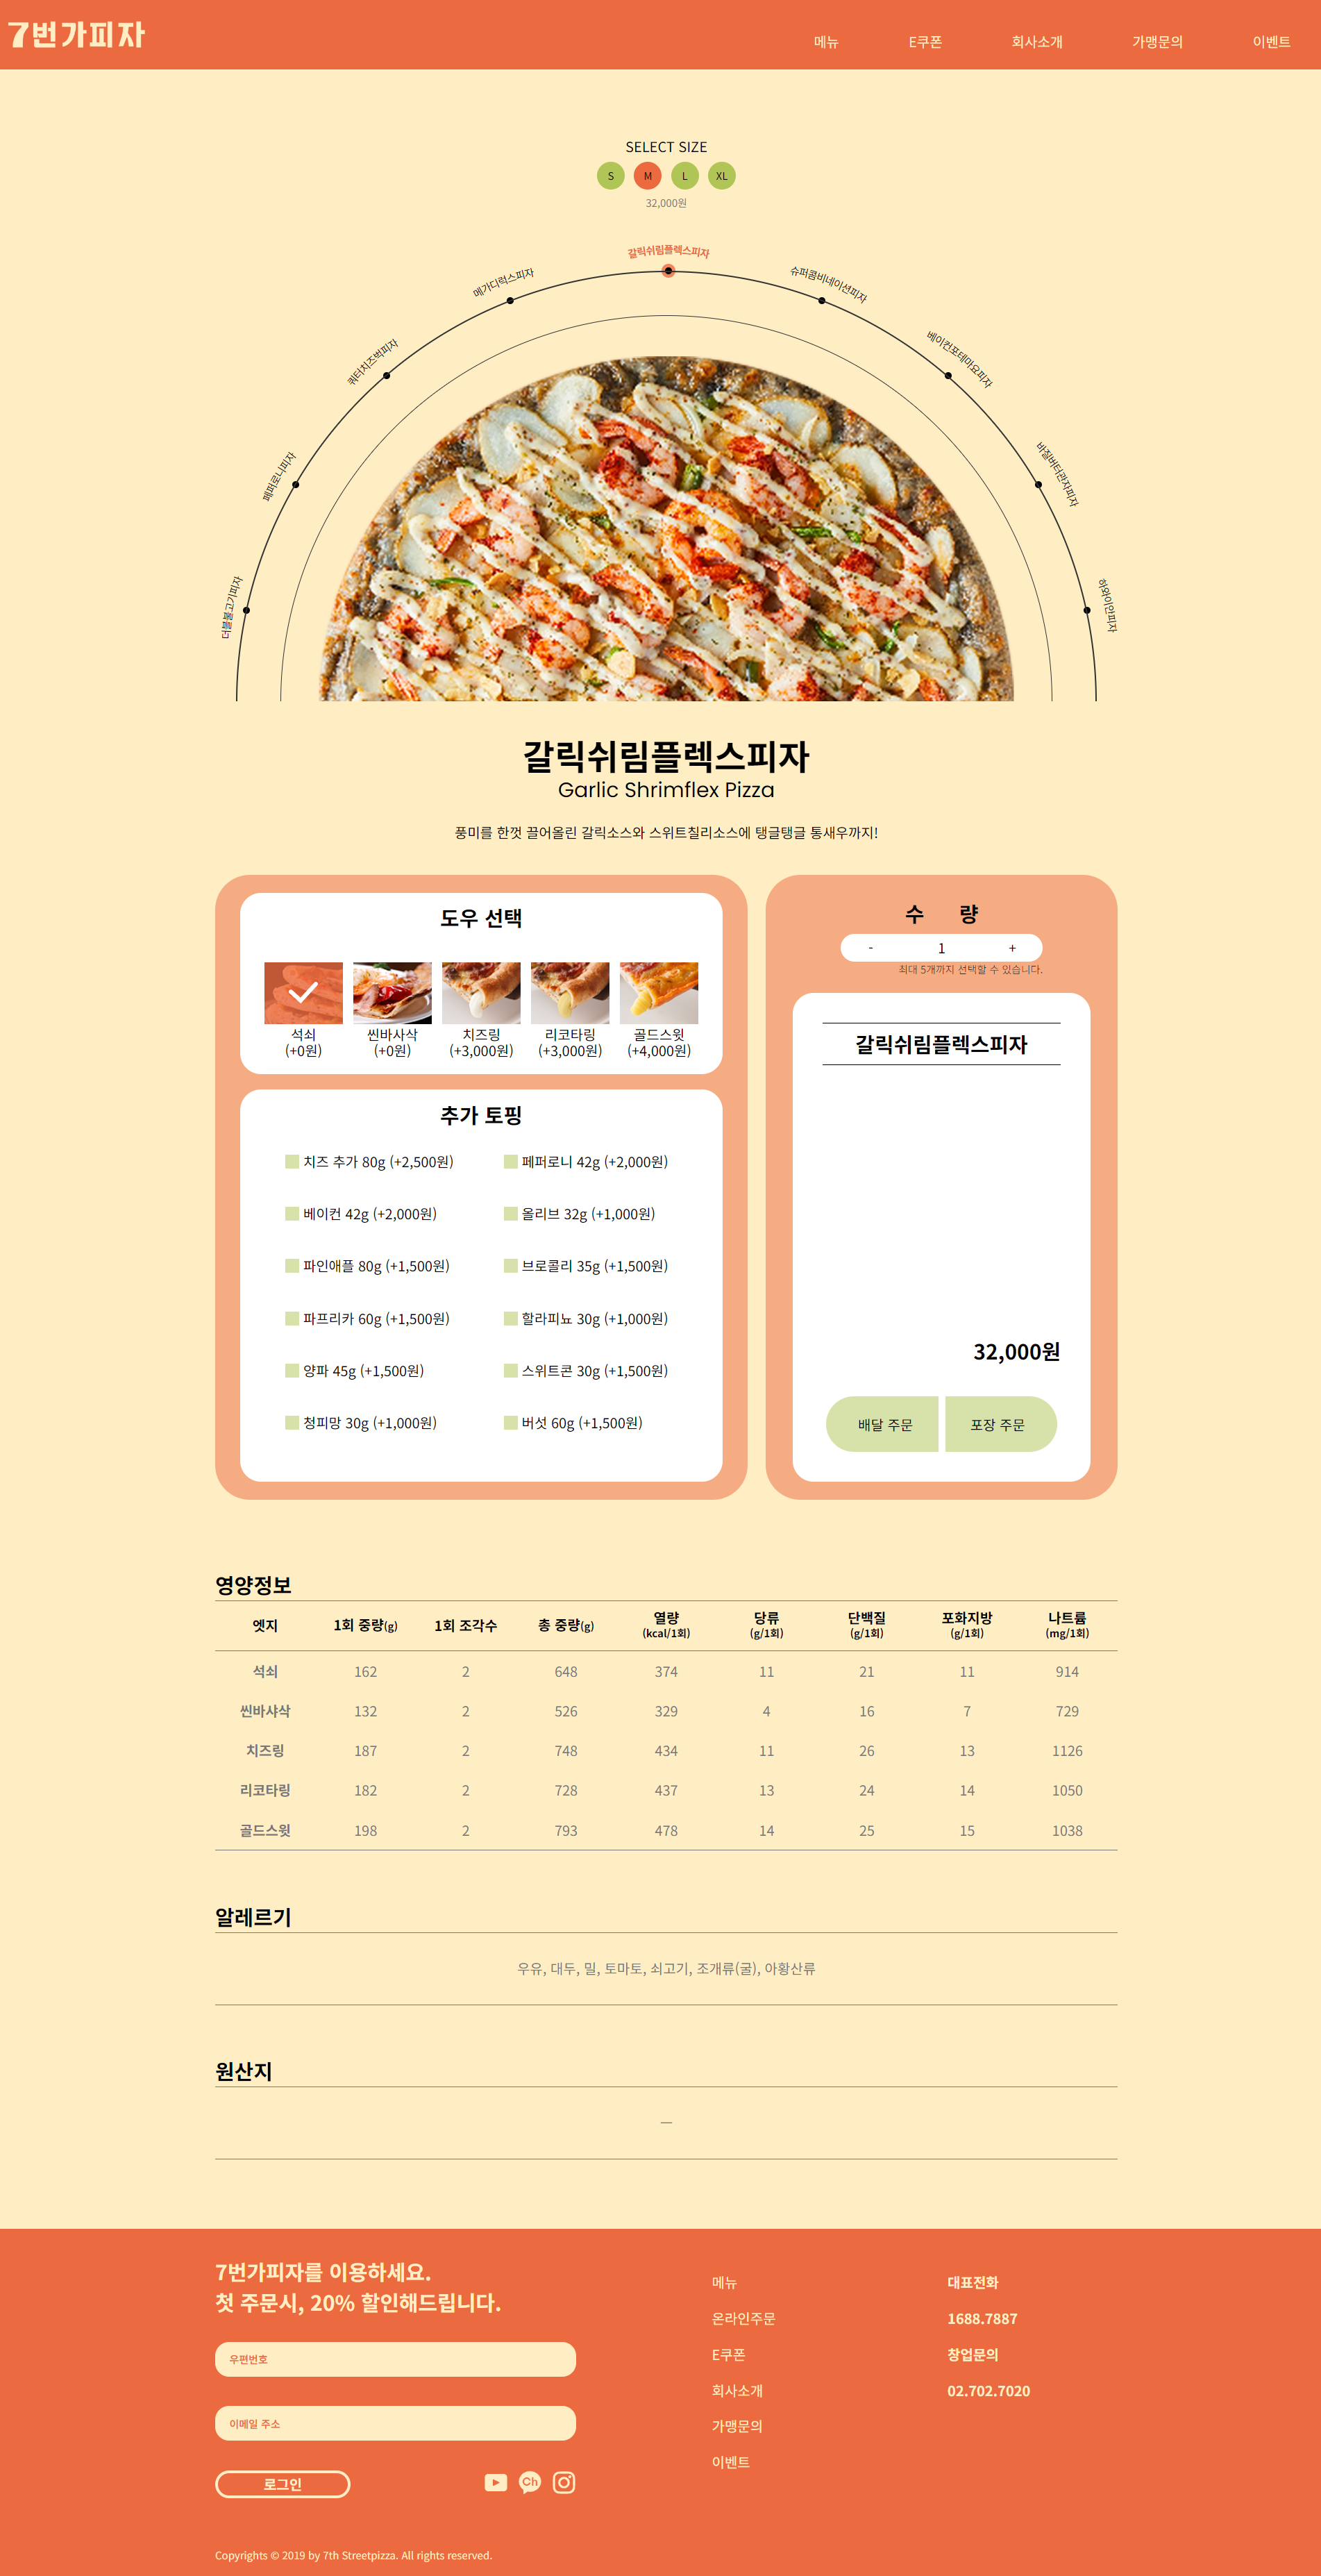 7번가피자
메뉴
E쿠폰
회사소개
가맹문의
이벤트
SELECT SIZE
S
M
L
XL
32,000원
더블불고기피자
페퍼로니피자
쿼터치즈벅피자
메가디럭스피자
갈릭쉬림플렉스피자
슈퍼콤비네이션피자
베이컨포테마요피자
바질버터관자피자
하와이안피자
갈릭쉬림플렉스피자
Garlic Shrimflex Pizza
풍미를 한껏 끌어올린 갈릭소스와 스위트칠리소스에 탱글탱글 통새우까지!
도우 선택
석쇠
(+0원)
씬바사삭
(+0원)
치즈링
(+3,000원)
리코타링
(+3,000원)
골드스윗
(+4,000원)
추가 토핑
치즈 추가 80g (+2,500원)
페퍼로니 42g (+2,000원)
베이컨 42g (+2,000원)
올리브 32g (+1,000원)
파인애플 80g (+1,500원)
브로콜리 35g (+1,500원)
파프리카 60g (+1,500원)
할라피뇨 30g (+1,000원)
양파 45g (+1,500원)
스위트콘 30g (+1,500원)
청피망 30g (+1,000원)
버섯 60g (+1,500원)
수 량
- 1 +
최대 5개까지 선택할 수 있습니다.
갈릭쉬림플렉스피자
32,000원
배달 주문
포장 주문
영양정보
엣지 1회 중량(g) 1회 조각수 총 중량(g) 열량 당류 단백질 포화지방 나트륨
(kcal/1회) (g/1회) (g/1회) (g/1회) (mg/1회)
석쇠 162 2 648 374 11 21 11 914
씬바샤삭 132 2 526 329 4 16 7 729
치즈링 187 2 748 434 11 26 13 1126
리코타링 182 2 728 437 13 24 14 1050
골드스윗 198 2 793 478 14 25 15 1038
알레르기
우유, 대두, 밀, 토마토, 쇠고기, 조개류(굴), 아황산류
원산지
—
7번가피자를 이용하세요.
첫 주문시, 20% 할인해드립니다.
우편번호
이메일 주소
로그인
Ch
메뉴
온라인주문
E쿠폰
회사소개
가맹문의
이벤트
대표전화
1688.7887
창업문의
02.702.7020
Copyrights © 2019 by 7th Streetpizza. All rights reserved.